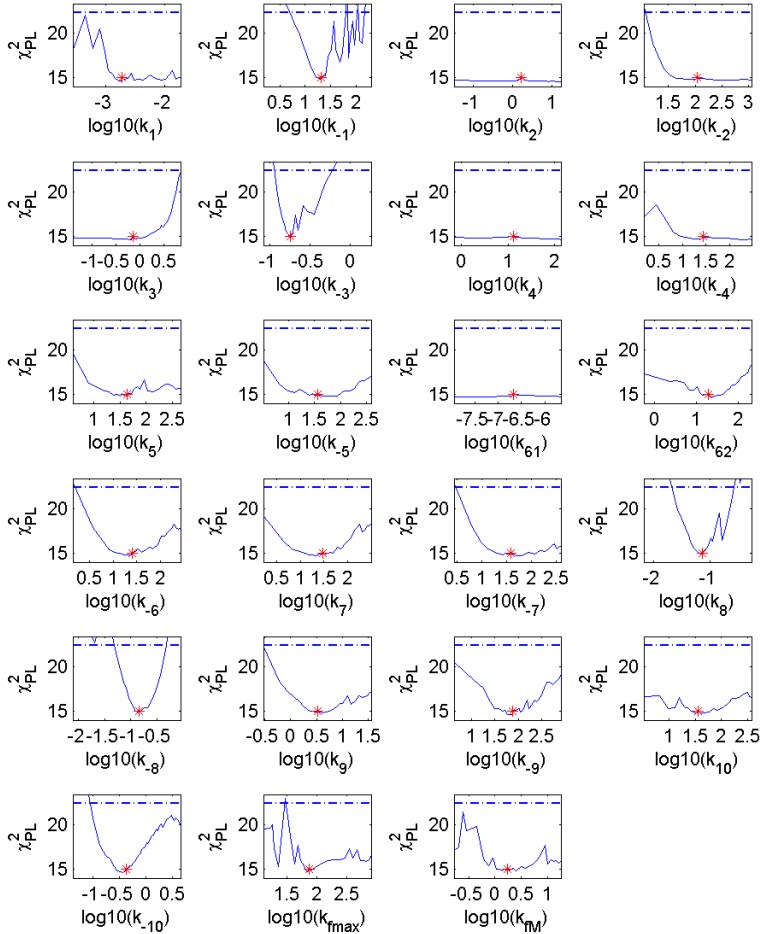 χ²PL 20 15 -3 -2 log10(k1)
χ²PL 20 15 0.5 1 1.5 2 log10(k-1)
χ²PL 20 15 -1 0 1 2 log10(k2)
χ²PL 20 15 1.5 2 2.5 3 log10(k-2)
χ²PL 20 15 -1 -0.5 0 0.5 log10(k3)
χ²PL 20 15 -1 -0.5 0 log10(k-3)
χ²PL 20 15 0 1 2 log10(k4)
χ²PL 20 15 0.5 1 1.5 2 log10(k-4)
χ²PL 20 15 1 1.5 2 2.5 log10(k5)
χ²PL 20 15 1 1.5 2 2.5 log10(k-5)
χ²PL 20 15 -7.5 -7 -6.5 -6 log10(k61)
χ²PL 20 15 0 1 2 log10(k62)
χ²PL 20 15 0.5 1 1.5 2 log10(k-6)
χ²PL 20 15 0.5 1 1.5 2 log10(k7)
χ²PL 20 15 0.5 1 1.5 2 2.5 log10(k-7)
χ²PL 20 15 -2 -1 log10(k8)
χ²PL 20 15 -2 -1.5 -1 -0.5 log10(k-8)
χ²PL 20 15 -0.5 0 0.5 1 1.5 log10(k9)
χ²PL 20 15 1 1.5 2 2.5 log10(k-9)
χ²PL 20 15 1 1.5 2 2.5 log10(k10)
χ²PL 20 15 -1 -0.5 0 0.5 log10(k-10)
χ²PL 20 15 1.5 2 2.5 log10(kfmax)
χ²PL 20 15 -0.5 0 0.5 1 log10(kfM)